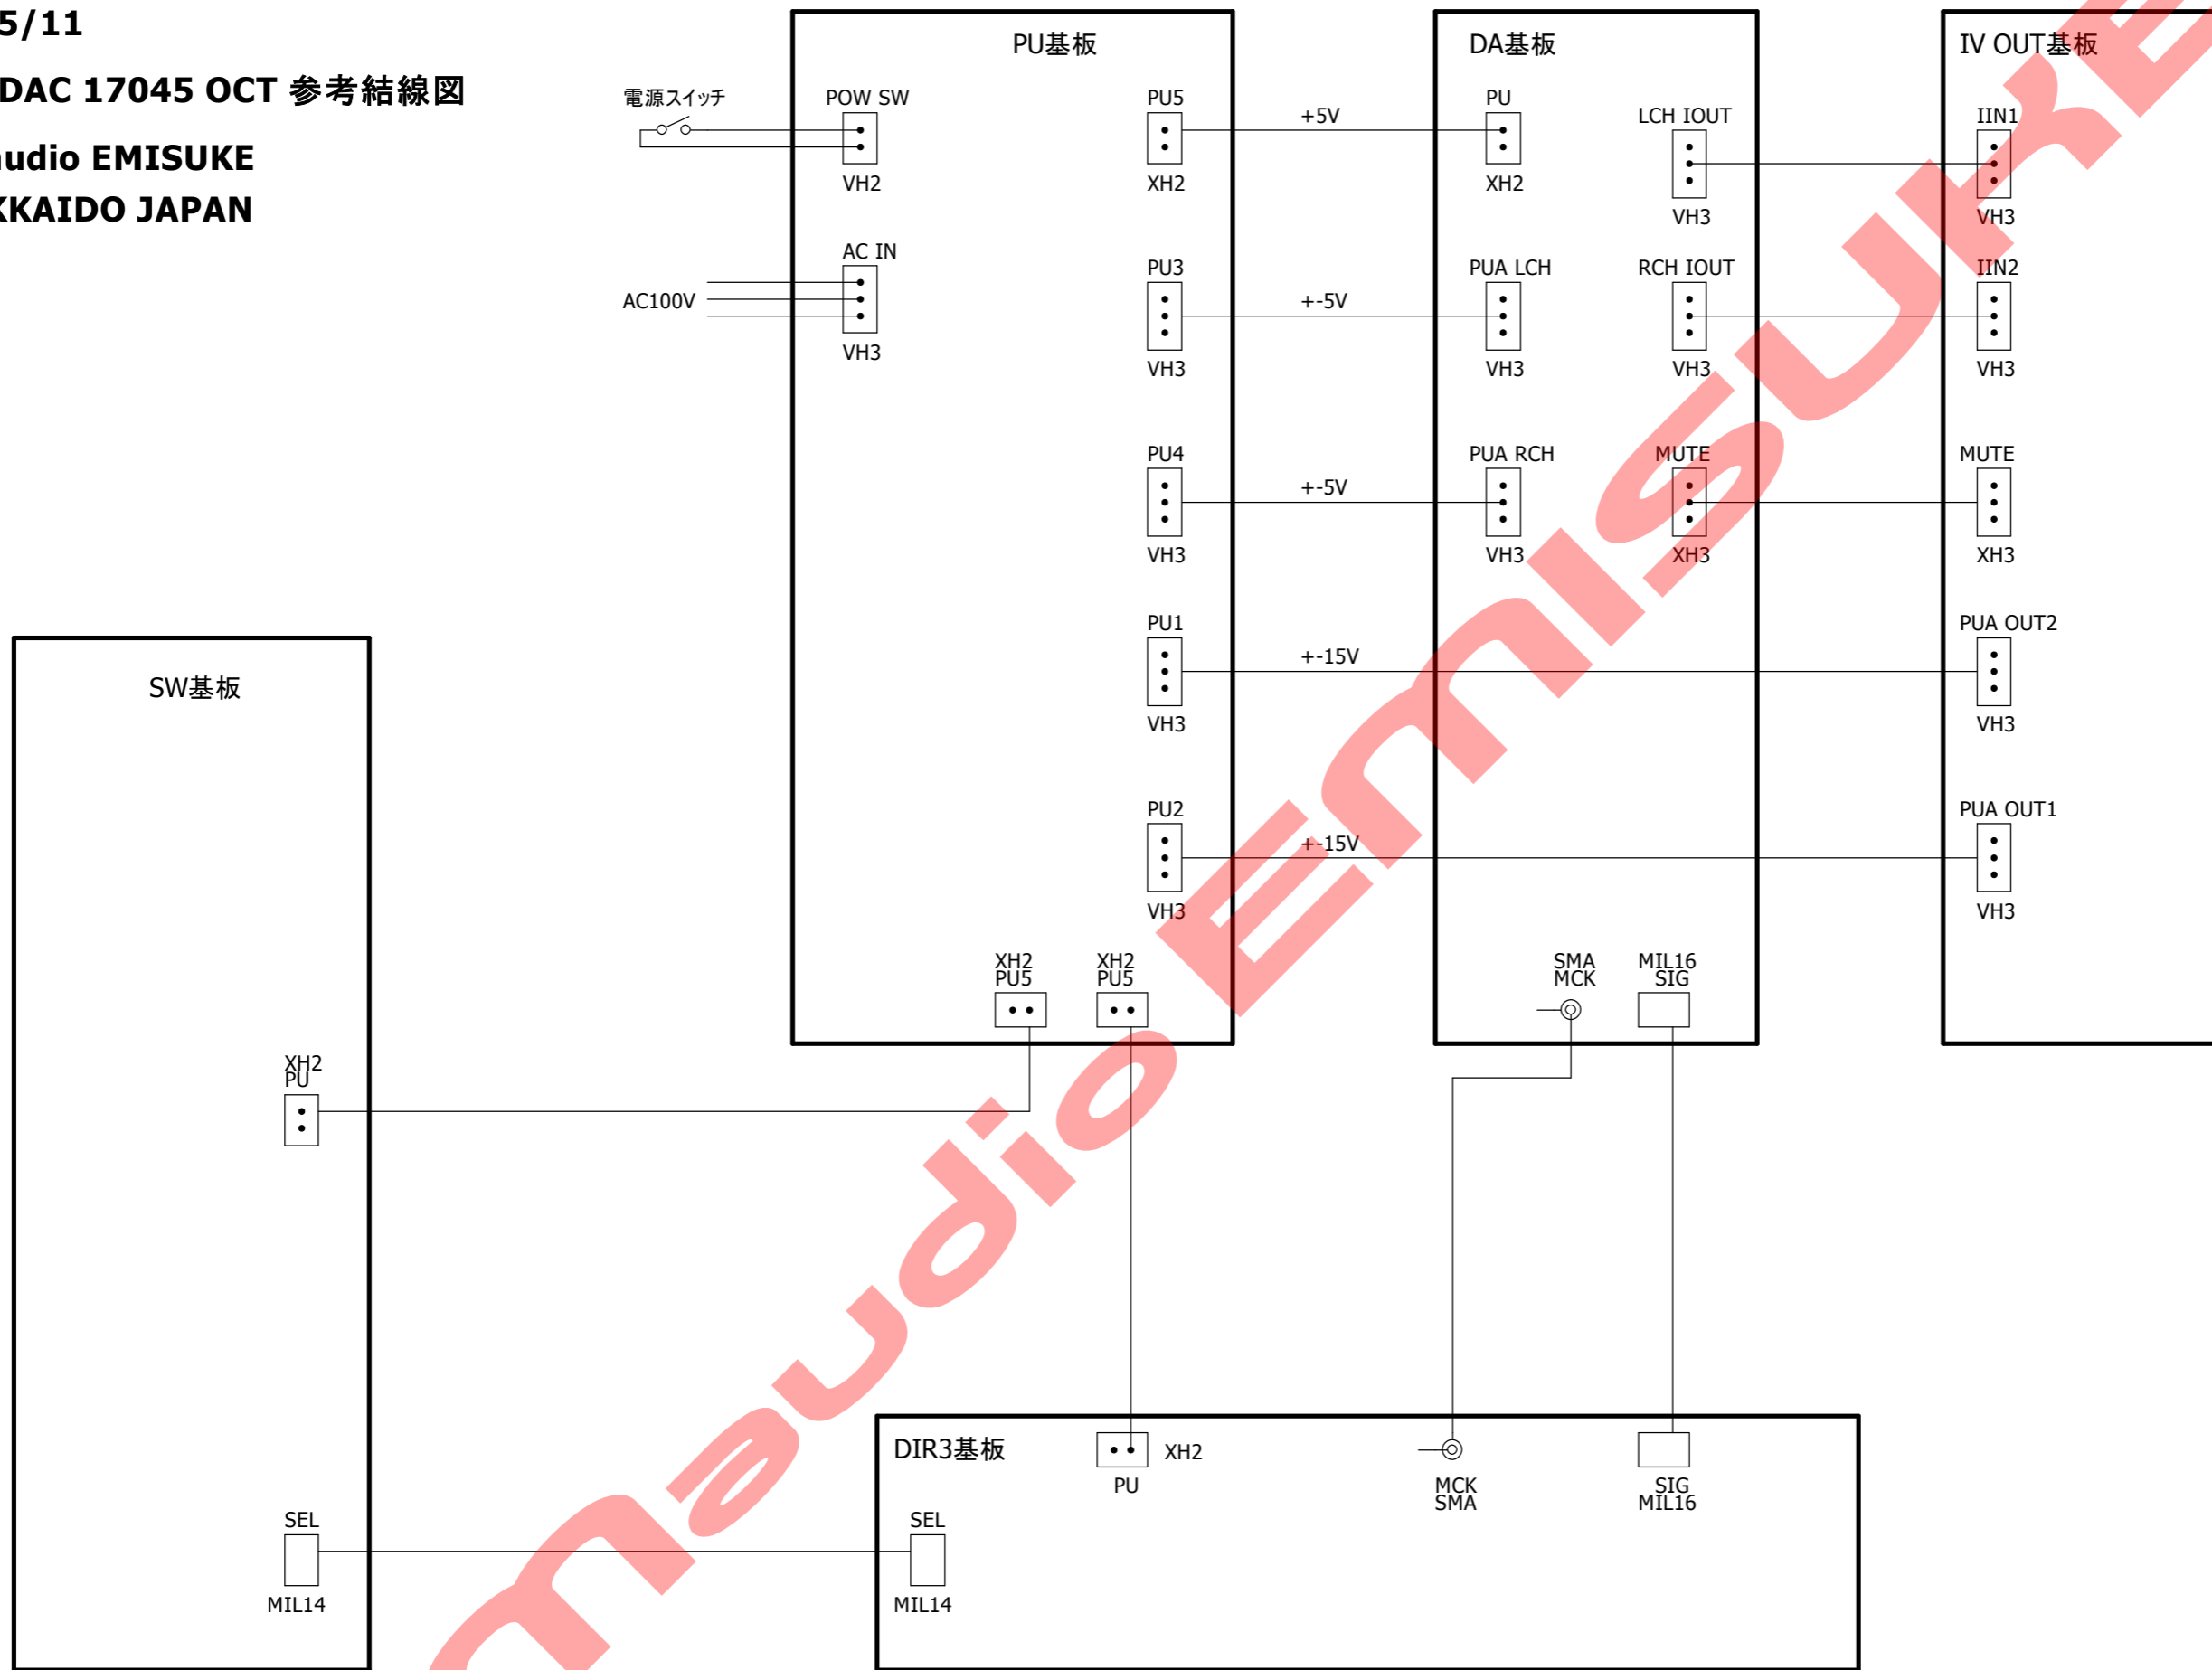 5/11
DAC 17045 OCT 参考結線図
audio EMISUKE
KKAIDO JAPAN
電源スイッチ
AC100V
PU基板
POW SW
VH2
AC IN
VH3
PU5
XH2
PU3
VH3
PU4
VH3
PU1
VH3
PU2
VH3
XH2
PU5
XH2
PU5
+5V
+-5V
+-5V
+-15V
+-15V
DA基板
PU
XH2
PUA LCH
VH3
PUA RCH
VH3
LCH IOUT
VH3
RCH IOUT
VH3
MUTE
XH3
SMA
MCK
MIL16
SIG
IV OUT基板
IIN1
VH3
IIN2
VH3
MUTE
XH3
PUA OUT2
VH3
PUA OUT1
VH3
SW基板
XH2
PU
SEL
MIL14
DIR3基板
PU
XH2
MCK
SMA
SIG
MIL16
SEL
MIL14
maudio EMISUKE